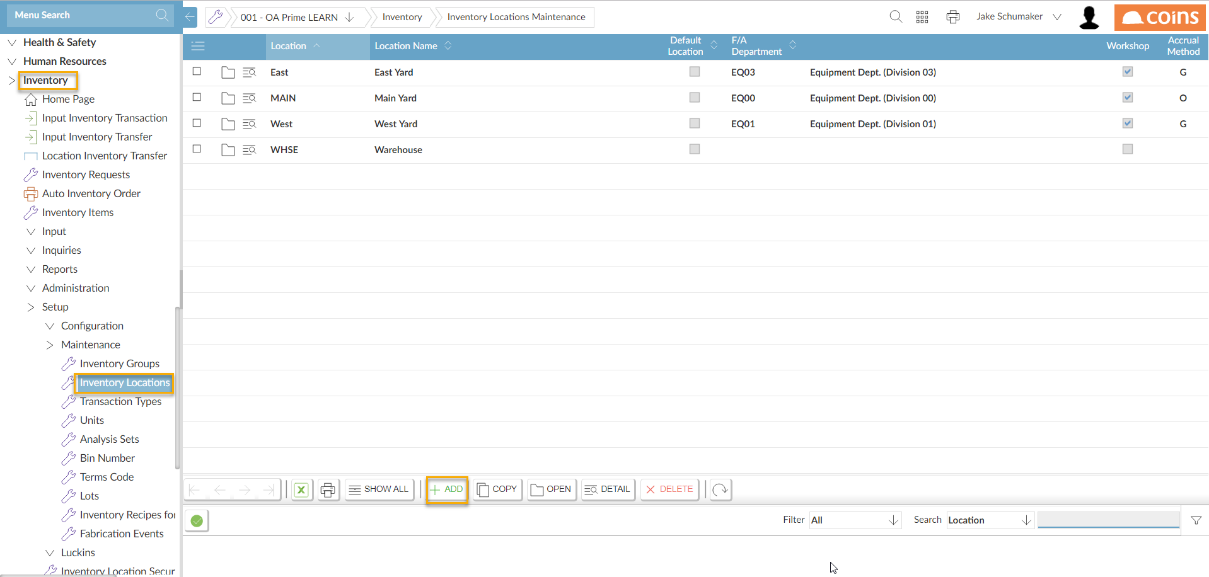 Menu Search
001 - OA Prime LEARN
Inventory
Inventory Locations Maintenance
Jake Schumaker
coins
Health & Safety
Human Resources
Inventory
Home Page
Input Inventory Transaction
Input Inventory Transfer
Location Inventory Transfer
Inventory Requests
Auto Inventory Order
Inventory Items
Input
Inquiries
Reports
Administration
Setup
Configuration
Maintenance
Inventory Groups
Inventory Locations
Transaction Types
Units
Analysis Sets
Bin Number
Terms Code
Lots
Inventory Recipes for
Fabrication Events
Luckins
Inventory Location Secur
Location Location Name Default Location F/A Department Workshop Accrual Method
East East Yard EQ03 Equipment Dept. (Division 03) G
MAIN Main Yard EQ00 Equipment Dept. (Division 00) O
West West Yard EQ01 Equipment Dept. (Division 01) G
WHSE Warehouse
SHOW ALL ADD COPY OPEN DETAIL DELETE
Filter All Search Location